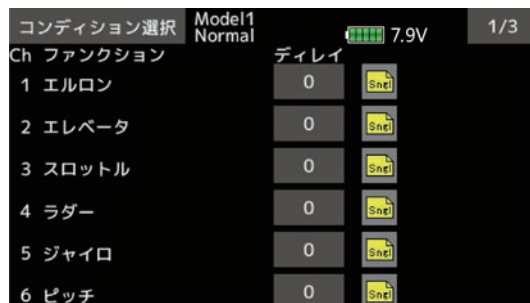 コンディション選択 Model1 Normal 7.9V 1/3
Ch ファンクション ディレイ
1 エルロン 0 Sngl
2 エレベータ 0 Sngl
3 スロットル 0 Sngl
4 ラダー 0 Sngl
5 ジャイロ 0 Sngl
6 ピッチ 0 Sngl